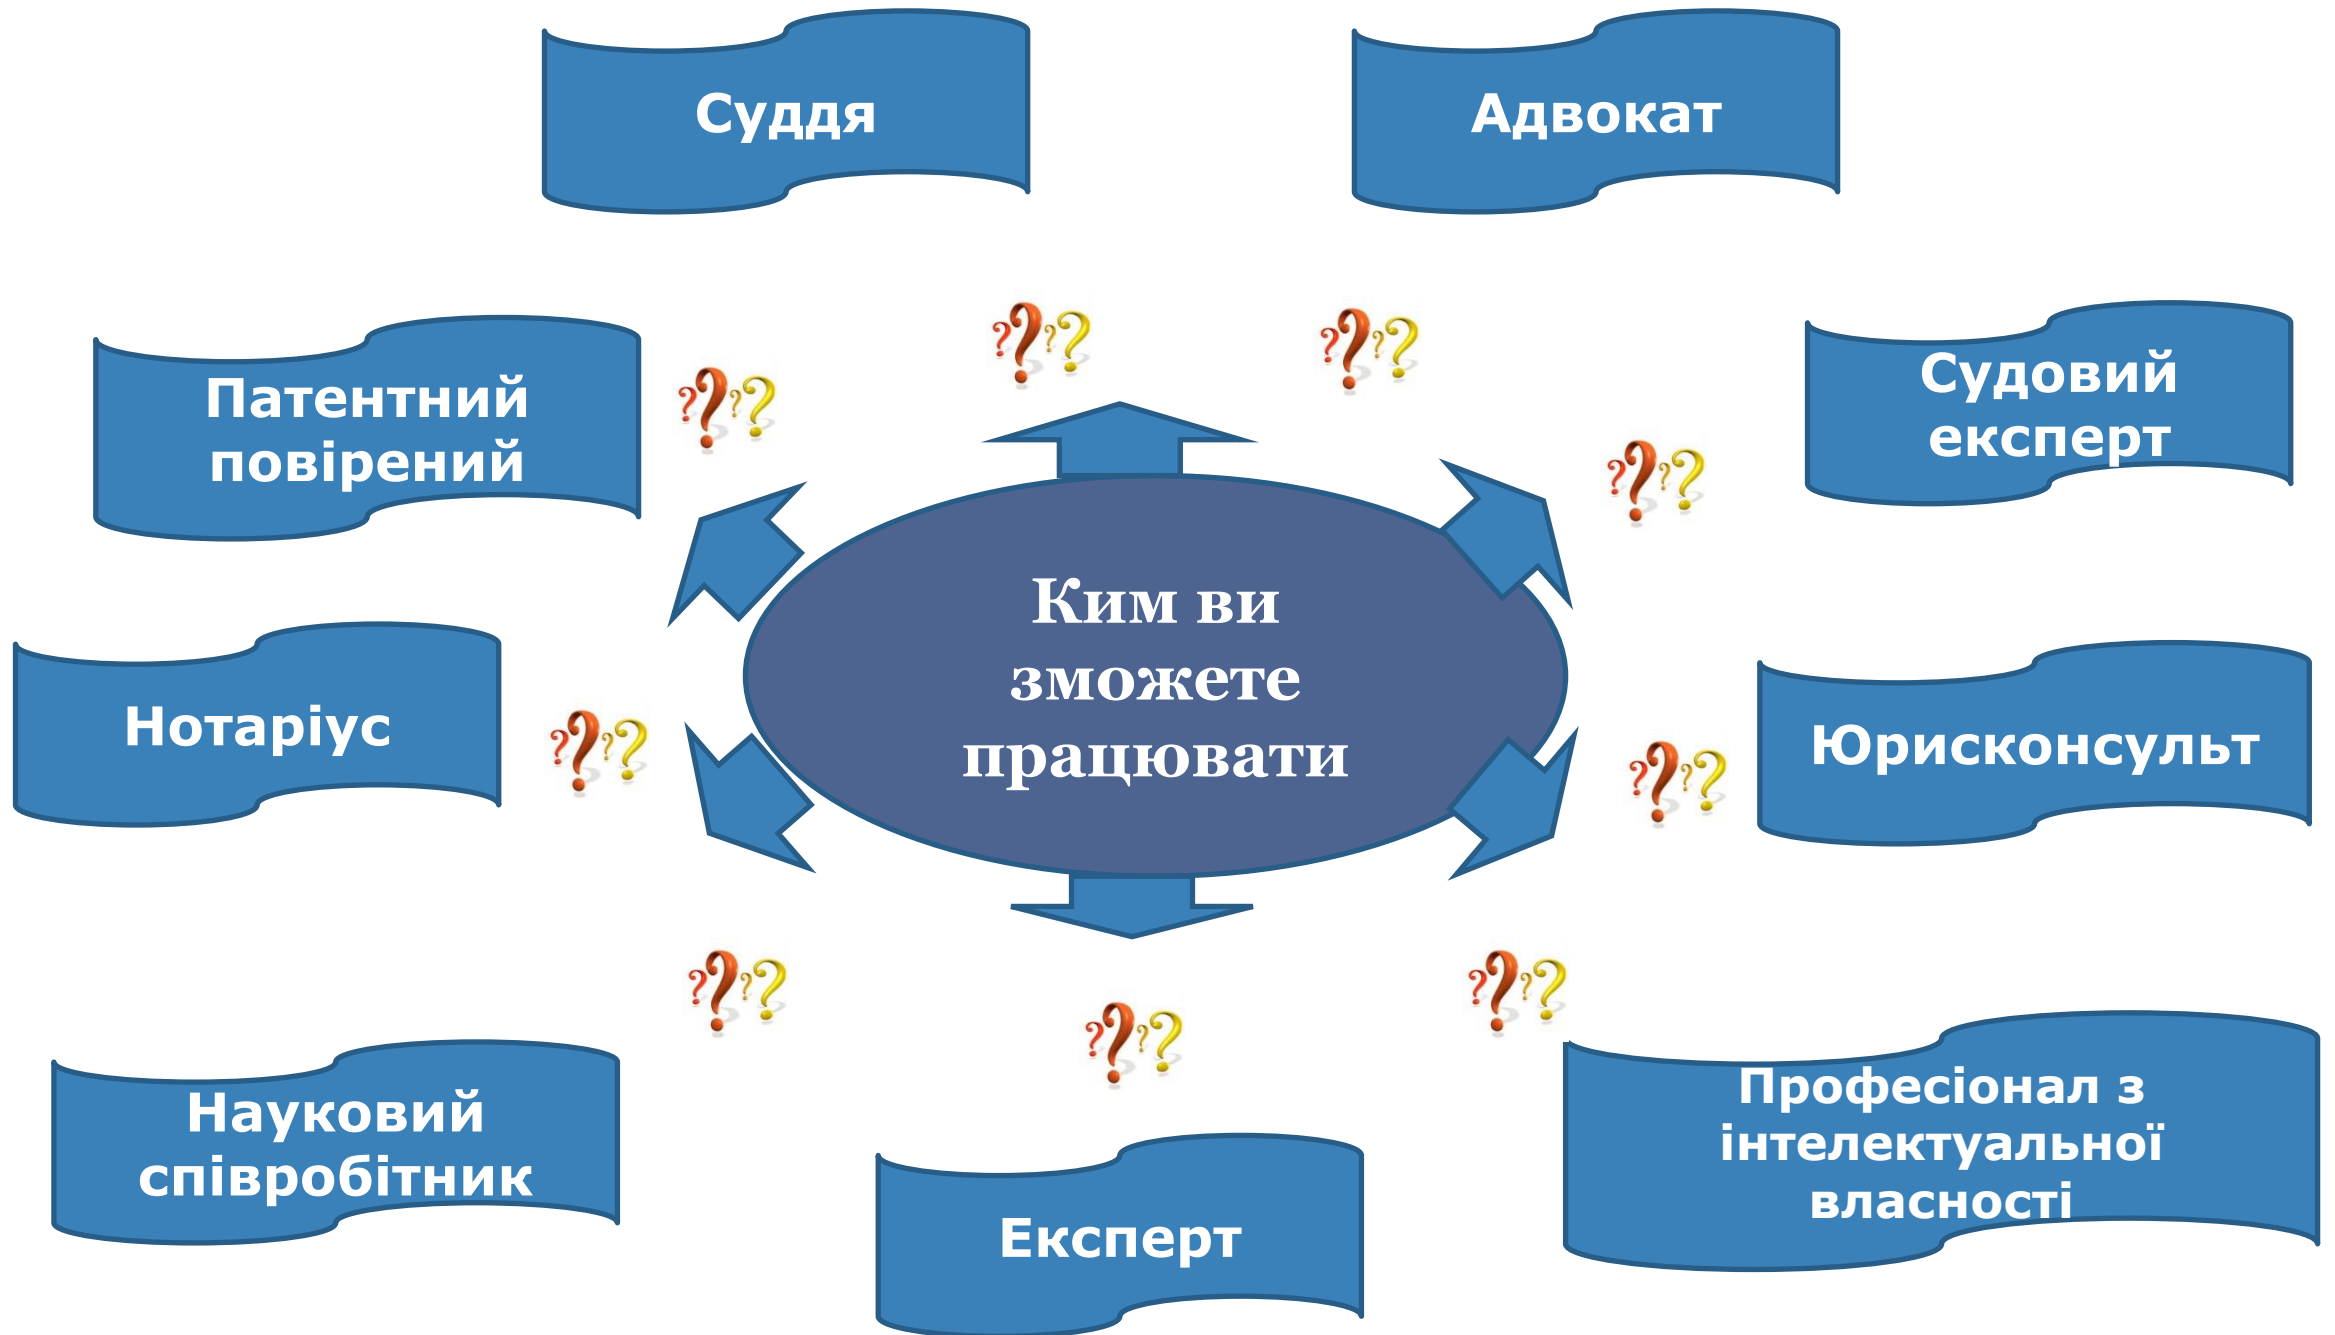 Суддя
Адвокат
Патентний
повірений
Судовий
експерт
Ким ви
зможете
працювати
Нотаріус
Юрисконсульт
Науковий
співробітник
Експерт
Професіонал з
інтелектуальної
власності